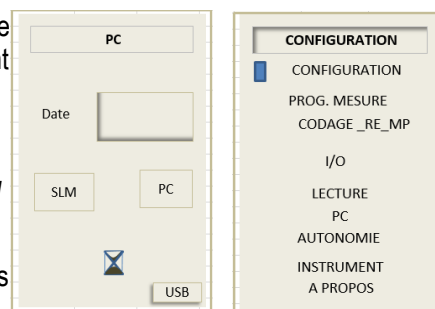 PC
Date
SLM
PC
USB
CONFIGURATION
CONFIGURATION
PROG. MESURE
CODAGE _RE_MP
I/O
LECTURE
PC
AUTONOMIE
INSTRUMENT
A PROPOS